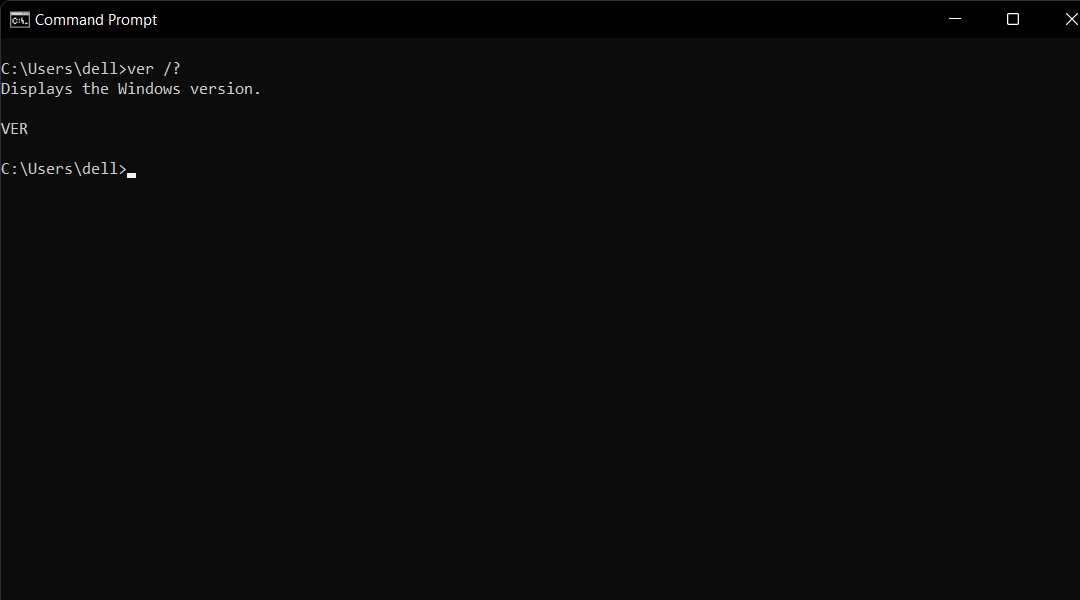 Command Prompt
C:\Users\dell>ver /?
Displays the Windows version.
VER
C:\Users\dell>